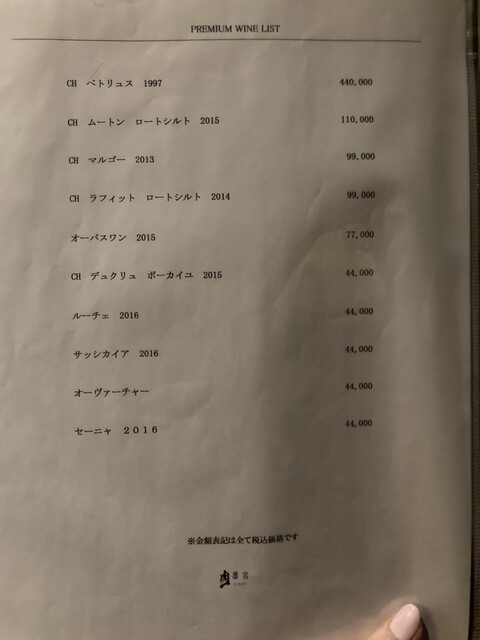 PREMIUM WINE LIST
CH ペトリュス 1997 440,000
CH ムートン ロートシルト 2015 110,000
CH マルゴー 2013 99,000
CH ラフィット ロートシルト 2014 99,000
オーパスワン 2015 77,000
CH デュクリュ ボーカイユ 2015 44,000
ルーチェ 2016 44,000
サッシカイア 2016 44,000
オーヴァーチャー 44,000
セーニャ 2016 44,000
※金額表記は全て税込価格です